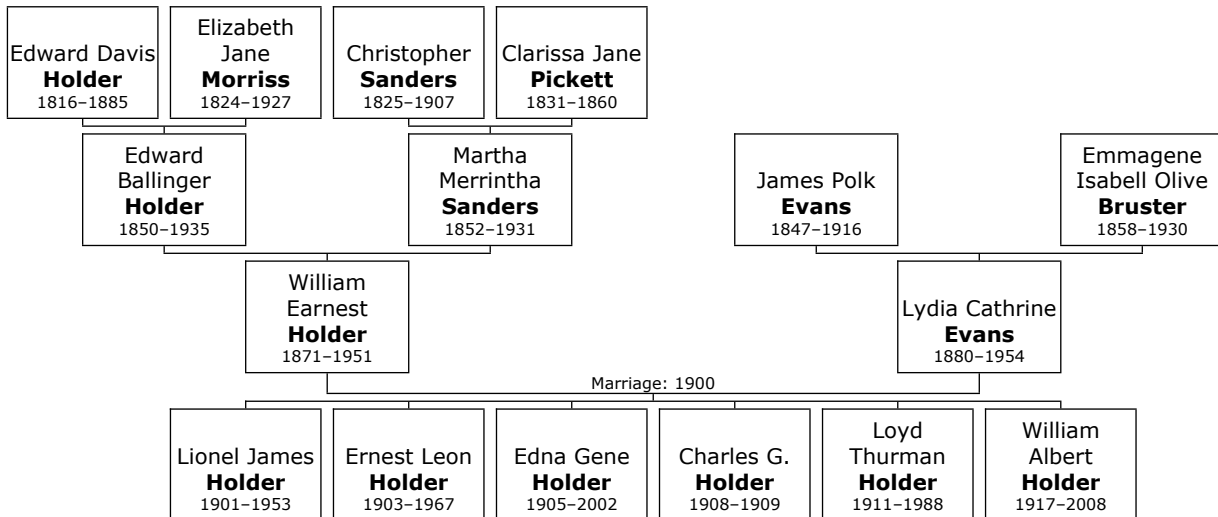 Edward Davis
Holder
1816–1885
Elizabeth
Jane
Morriss
1824–1927
Christopher
Sanders
1825–1907
Clarissa Jane
Pickett
1831–1860
Edward
Ballinger
Holder
1850–1935
Martha
Merrintha
Sanders
1852–1931
James Polk
Evans
1847–1916
Emmagene
Isabell Olive
Bruster
1858–1930
William
Earnest
Holder
1871–1951
Lydia Cathrine
Evans
1880–1954
Marriage: 1900
Lionel James
Holder
1901–1953
Ernest Leon
Holder
1903–1967
Edna Gene
Holder
1905–2002
Charles G.
Holder
1908–1909
Loyd
Thurman
Holder
1911–1988
William
Albert
Holder
1917–2008